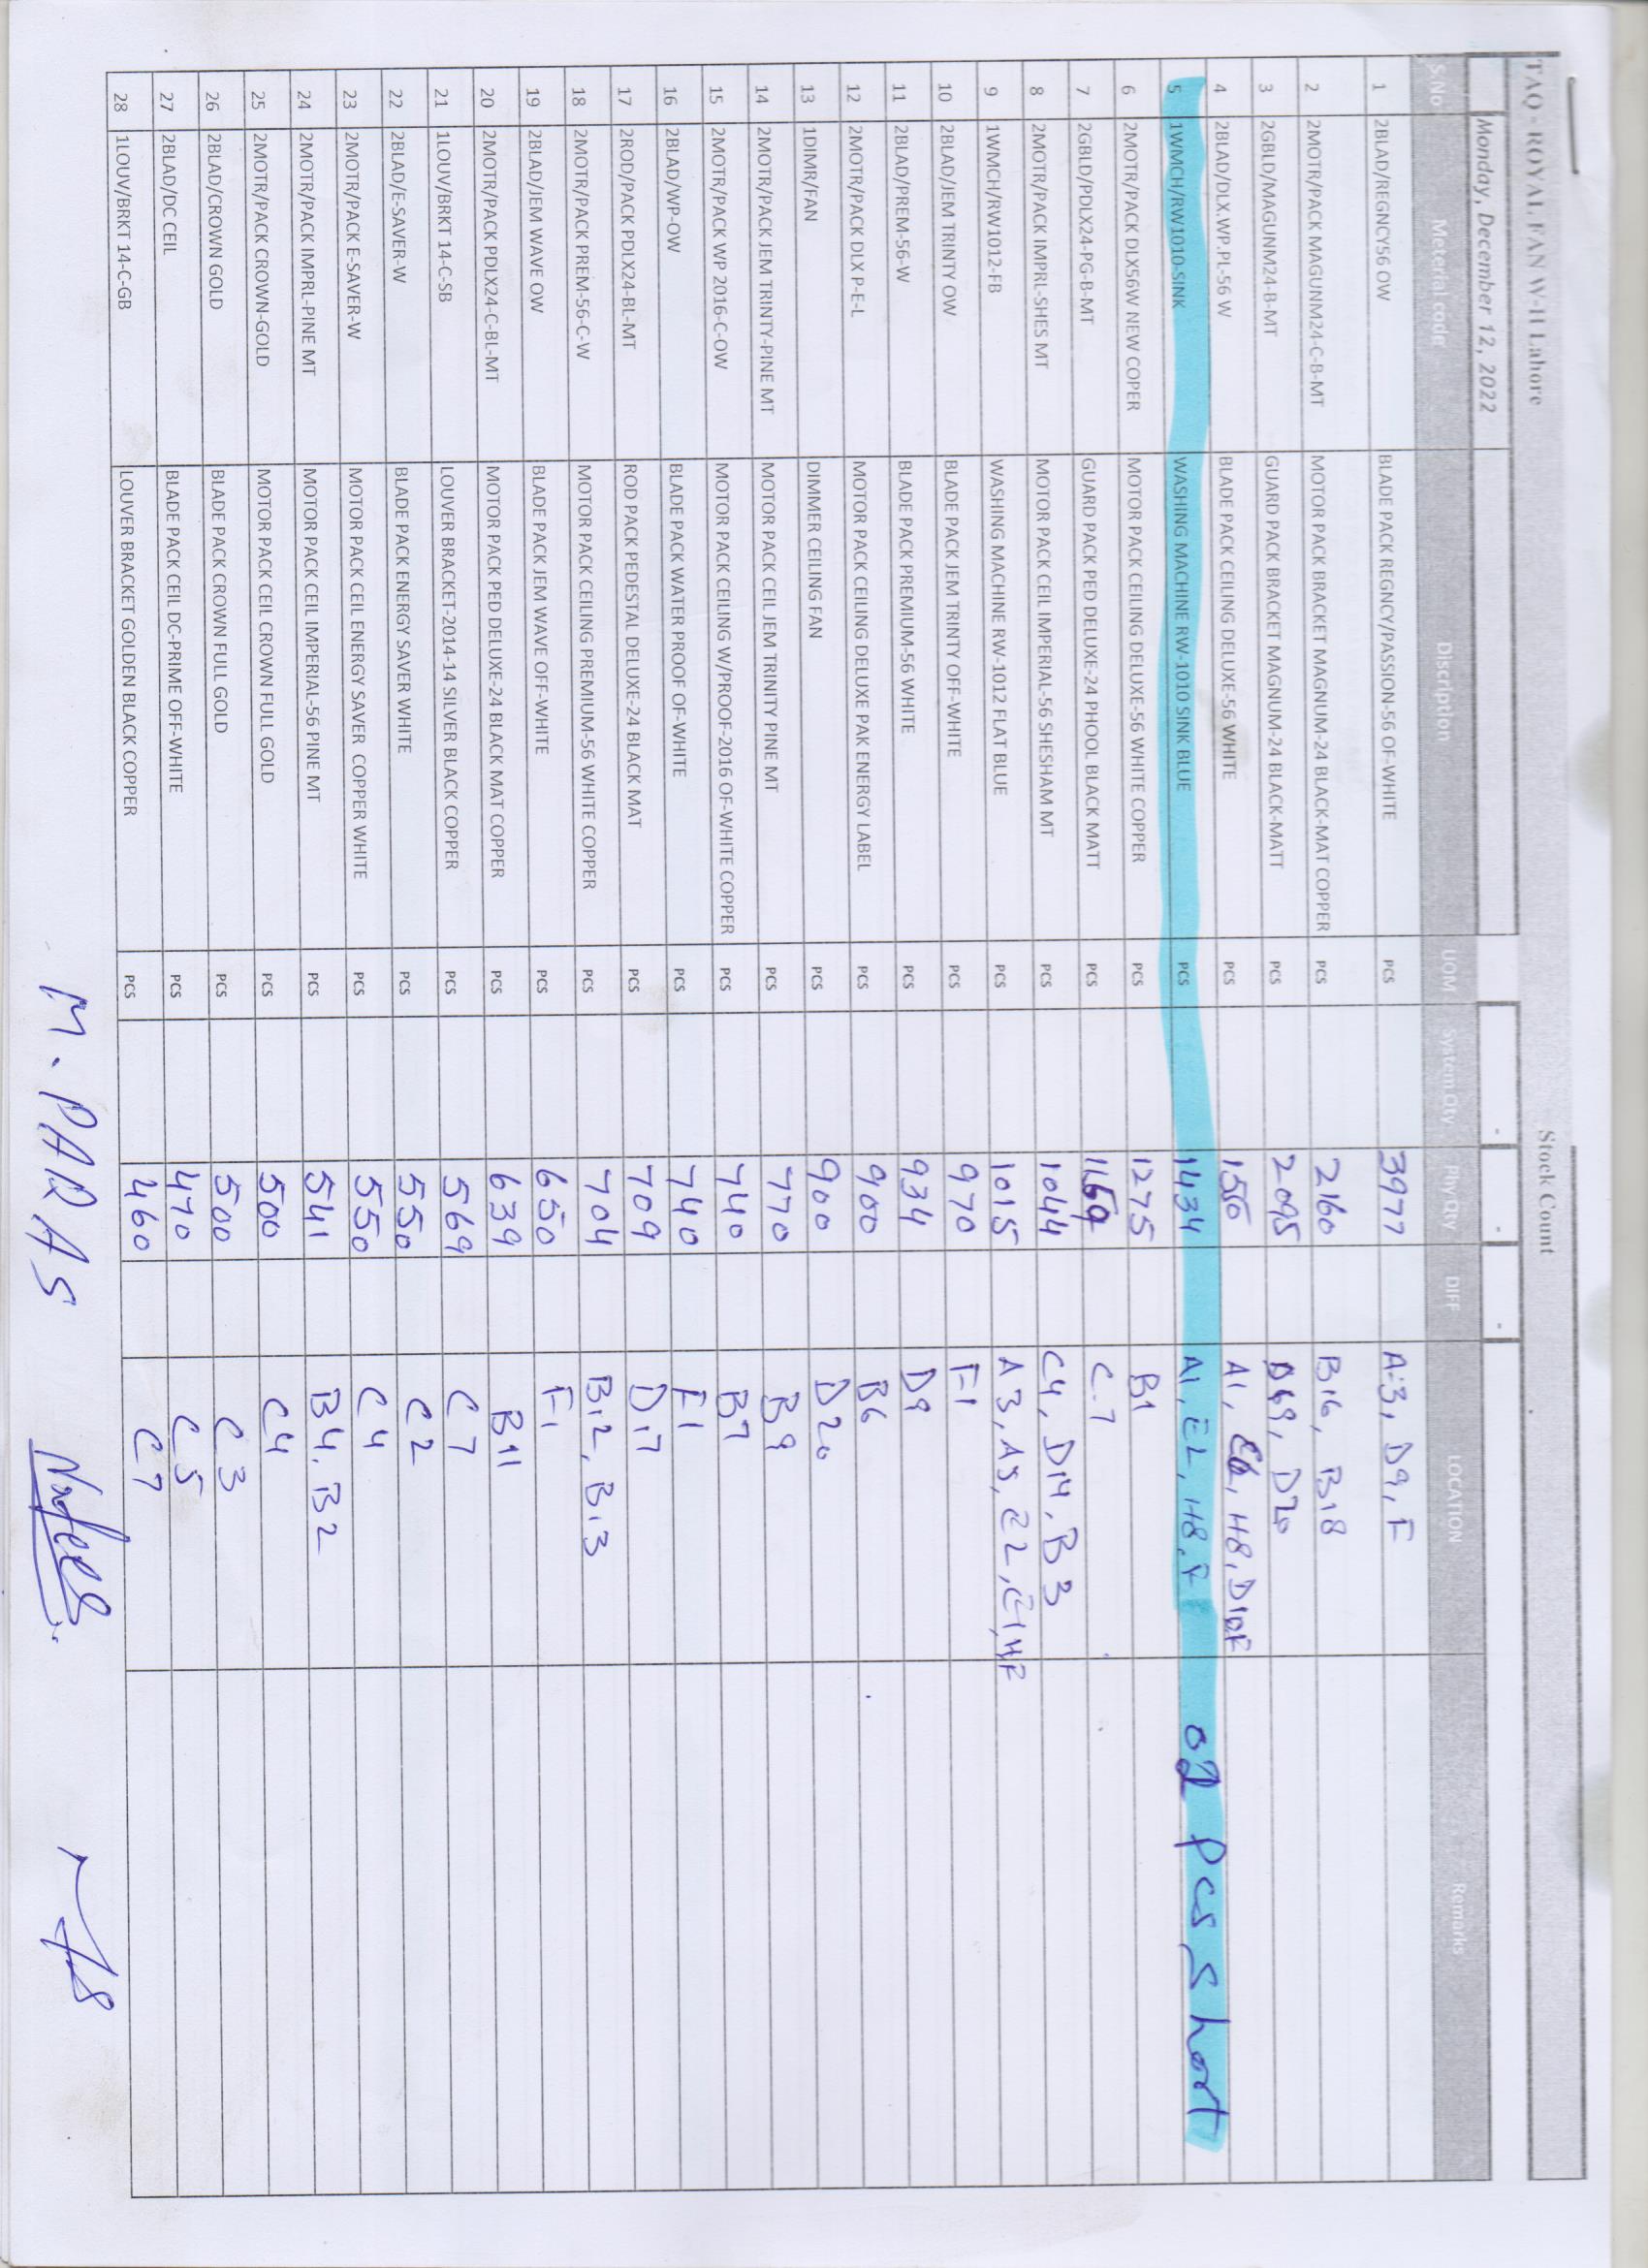 TAQ - ROYAL FAN W-H Lahore Stock Count
Monday, December 12, 2022 - - -
S.No Meterial code Discription UOM System Qty Phy Qty DIFF LOCATION Remarks
1 2BLAD/REGNCY56 OW BLADE PACK REGNCY/PASSION-56 OF-WHITE PCS 3977 A-3, D9, F
2 2MOTR/PACK MAGUNM24-C-B-MT MOTOR PACK BRACKET MAGNUM-24 BLACK-MAT COPPER PCS 2160 B16, B18
3 2GBLD/MAGUNM24-B-MT GUARD PACK BRACKET MAGNUM-24 BLACK-MATT PCS 2095 D20
4 2BLAD/DLX.WP.PL-56 W BLADE PACK CEILING DELUXE-56 WHITE PCS 1550 A1, H8, D10, F
5 1WMCH/RW1010-SINK WASHING MACHINE RW-1010 SINK BLUE PCS 1434 A1, E2, H8, F 02 Pcs short
6 2MOTR/PACK DLX56W NEW COPER MOTOR PACK CEILING DELUXE-56 WHITE COPPER PCS 1275 B1
7 2GBLD/PDLX24-PG-B-MT GUARD PACK PED DELUXE-24 PHOOL BLACK MATT PCS 1169 C-7
8 2MOTR/PACK IMPRL-SHES MT MOTOR PACK CEIL IMPERIAL-56 SHESHAM MT PCS 1044 C4, D14, B3
9 1WMCH/RW1012-FB WASHING MACHINE RW-1012 FLAT BLUE PCS 1015 A3, A5, E2, E1, H, F
10 2BLAD/JEM TRINTY OW BLADE PACK JEM TRINTY OFF-WHITE PCS 970 F1
11 2BLAD/PREM-56-W BLADE PACK PREMIUM-56 WHITE PCS 934 D9
12 2MOTR/PACK DLX P-E-L MOTOR PACK CEILING DELUXE PAK ENERGY LABEL PCS 900 B6
13 1DIMR/FAN DIMMER CEILING FAN PCS 900 D20
14 2MOTR/PACK JEM TRINTY-PINE MT MOTOR PACK CEIL JEM TRINITY PINE MT PCS 770 B9
15 2MOTR/PACK WP 2016-C-OW MOTOR PACK CEILING W/PROOF-2016 OF-WHITE COPPER PCS 740 B7
16 2BLAD/WP-OW BLADE PACK WATER PROOF OF-WHITE PCS 740 F1
17 2ROD/PACK PDLX24-BL-MT ROD PACK PEDESTAL DELUXE-24 BLACK MAT PCS 709 D17
18 2MOTR/PACK PREM-56-C-W MOTOR PACK CEILING PREMIUM-56 WHITE COPPER PCS 704 B12, B13
19 2BLAD/JEM WAVE OW BLADE PACK JEM WAVE OFF-WHITE PCS 650 F1
20 2MOTR/PACK PDLX24-C-BL-MT MOTOR PACK PED DELUXE-24 BLACK MAT COPPER PCS 639 B11
21 1LOUV/BRKT 14-C-SB LOUVER BRACKET-2014-14 SILVER BLACK COPPER PCS 569 C7
22 2BLAD/E-SAVER-W BLADE PACK ENERGY SAVER WHITE PCS 550 C2
23 2MOTR/PACK E-SAVER-W MOTOR PACK CEIL ENERGY SAVER COPPER WHITE PCS 550 C4
24 2MOTR/PACK IMPRL-PINE MT MOTOR PACK CEIL IMPERIAL-56 PINE MT PCS 541 B4, B2
25 2MOTR/PACK CROWN-GOLD MOTOR PACK CEIL CROWN FULL GOLD PCS 500 C4
26 2BLAD/CROWN GOLD BLADE PACK CROWN FULL GOLD PCS 500 C3
27 2BLAD/DC CEIL BLADE PACK CEIL DC-PRIME OFF-WHITE PCS 470 C5
28 1LOUV/BRKT 14-C-GB LOUVER BRACKET GOLDEN BLACK COPPER PCS 460 C7
M. PARAS Nafees